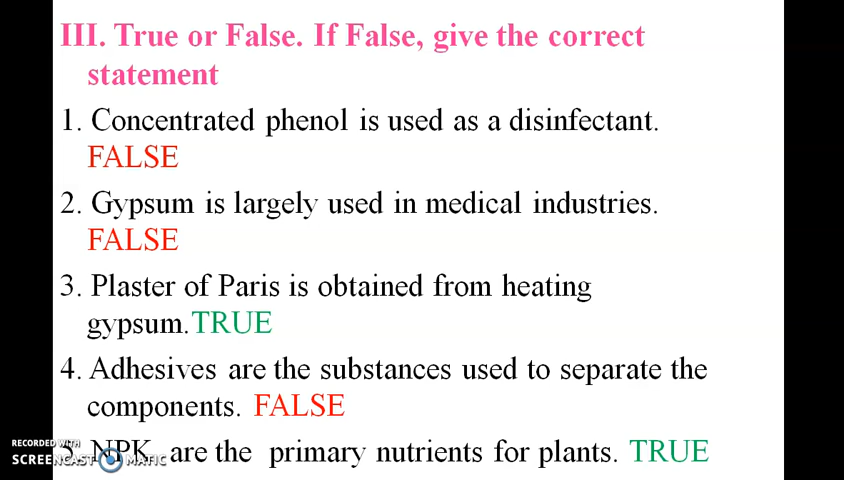 III. True or False. If False, give the correct
statement
1. Concentrated phenol is used as a disinfectant.
FALSE
2. Gypsum is largely used in medical industries.
FALSE
3. Plaster of Paris is obtained from heating
gypsum.TRUE
4. Adhesives are the substances used to separate the
components. FALSE
5. NPK are the primary nutrients for plants. TRUE
RECORDED WITH
SCREENCAST MATIC